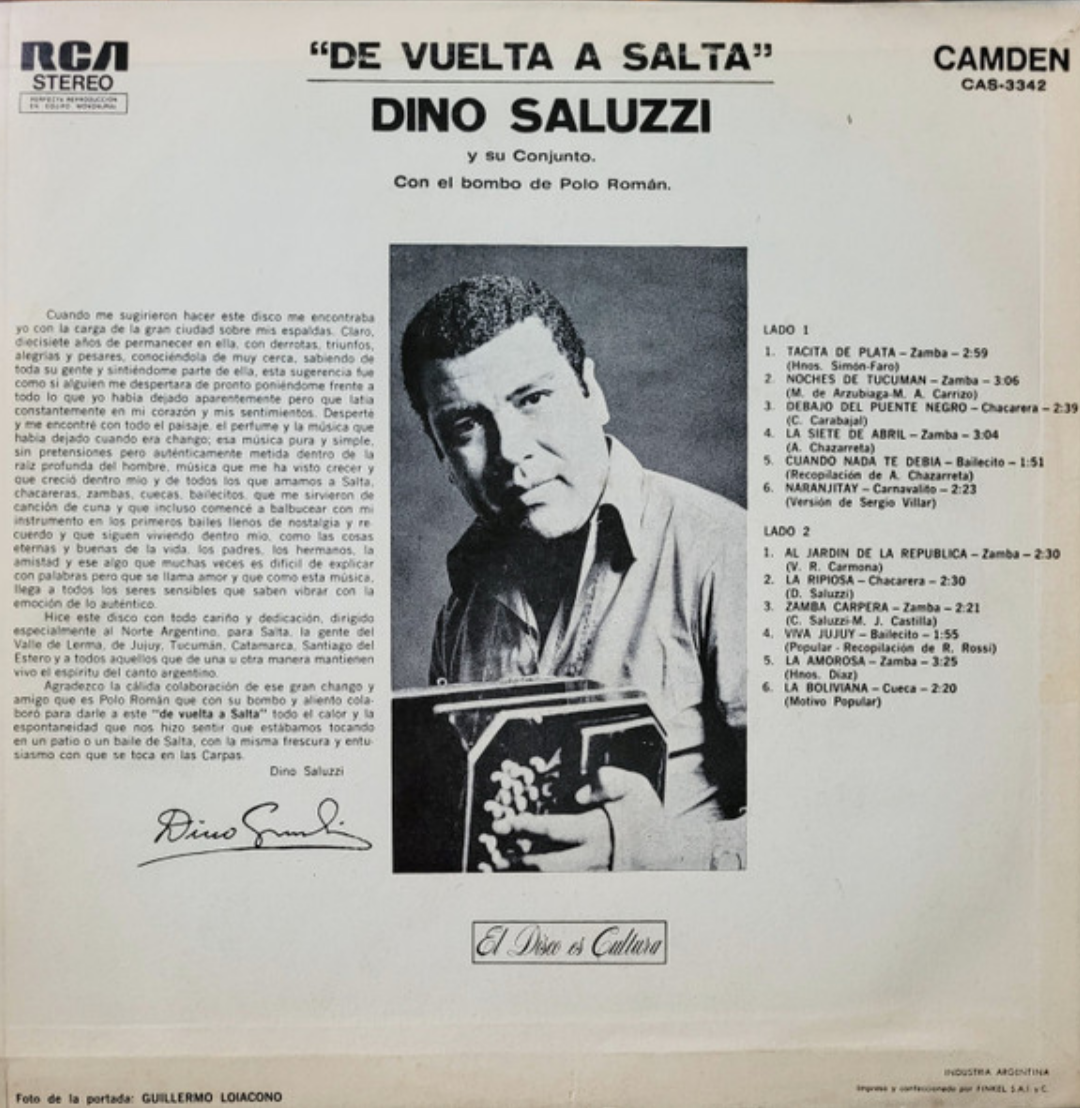 RCA
STEREO
PERFECTA REPRODUCCION
EN EQUIPO MONOAURAL
"DE VUELTA A SALTA"
DINO SALUZZI
y su Conjunto.
Con el bombo de Polo Román.
CAMDEN
CAS-3342
Cuando me sugirieron hacer este disco me encontraba
yo con la carga de la gran ciudad sobre mis espaldas. Claro,
diecisiete años de permanecer en ella, con derrotas, triunfos,
alegrias y pesares, conociéndola de muy cerca, sabiendo de
toda su gente y sintiéndome parte de ella, esta sugerencia fue
como si alguien me despertara de pronto poniéndome frente a
todo lo que yo había dejado aparentemente pero que latia
constantemente en mi corazón y mis sentimientos. Desperté
y me encontré con todo el paisaje, el perfume y la música que
había dejado cuando era chango; esa música pura y simple,
sin pretensiones pero auténticamente metida dentro de la
raiz profunda del hombre, música que me ha visto crecer y
que creció dentro mío y de todos los que amamos a Salta,
chacareras, zambas, cuecas, bailecitos, que me sirvieron de
canción de cuna y que incluso comencé a balbucear con mi
instrumento en los primeros bailes llenos de nostalgia y re-
cuerdo y que siguen viviendo dentro mio, como las cosas
eternas y buenas de la vida, los padres, los hermanos, la
amistad y ese algo que muchas veces es dificil de explicar
con palabras pero que se llama amor y que como esta música,
llega a todos los seres sensibles que saben vibrar con la
emoción de lo auténtico.
Hice este disco con todo cariño y dedicación, dirigido
especialmente al Norte Argentino, para Salta, la gente del
Valle de Lerma, de Jujuy, Tucumán, Catamarca, Santiago del
Estero y a todos aquellos que de una u otra manera mantienen
vivo el espíritu del canto argentino.
Agradezco la cálida colaboración de ese gran chango y
amigo que es Polo Román que con su bombo y aliento cola-
boró para darle a este "de vuelta a Salta" todo el calor y la
espontaneidad que nos hizo sentir que estábamos tocando
en un patio o un baile de Salta, con la misma frescura y entu-
siasmo con que se toca en las Carpas.
Dino Saluzzi
Dino Saluzzi
LADO 1
1. TACITA DE PLATA – Zamba – 2:59
(Hnos. Simón-Faro)
2. NOCHES DE TUCUMAN – Zamba – 3:06
(M. de Arzubiaga-M. A. Carrizo)
3. DEBAJO DEL PUENTE NEGRO – Chacarera – 2:39
(C. Carabajal)
4. LA SIETE DE ABRIL – Zamba – 3:04
(A. Chazarreta)
5. CUANDO NADA TE DEBIA – Bailecito – 1:51
(Recopilación de A. Chazarreta)
6. NARANJITAY – Carnavalito – 2:23
(Versión de Sergio Villar)
LADO 2
1. AL JARDIN DE LA REPUBLICA – Zamba – 2:30
(V. R. Carmona)
2. LA RIPIOSA – Chacarera – 2:30
(D. Saluzzi)
3. ZAMBA CARPERA – Zamba – 2:21
(C. Saluzzi-M. J. Castilla)
4. VIVA JUJUY – Bailecito – 1:55
(Popular - Recopilación de R. Rossi)
5. LA AMOROSA – Zamba – 3:25
(Hnos. Díaz)
6. LA BOLIVIANA – Cueca – 2:20
(Motivo Popular)
El Disco es Cultura
INDUSTRIA ARGENTINA
Impreso y confeccionado por FINKEL S.A.I. y C.
Foto de la portada: GUILLERMO LOIACONO